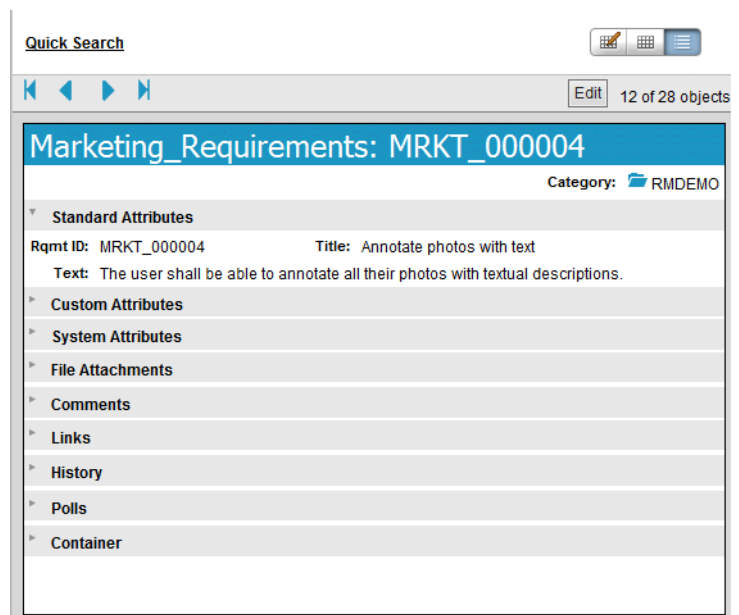 Quick Search
Edit 12 of 28 objects
Marketing_Requirements: MRKT_000004
Category: RMDEMO
Standard Attributes
Rqmt ID: MRKT_000004 Title: Annotate photos with text
Text: The user shall be able to annotate all their photos with textual descriptions.
Custom Attributes
System Attributes
File Attachments
Comments
Links
History
Polls
Container